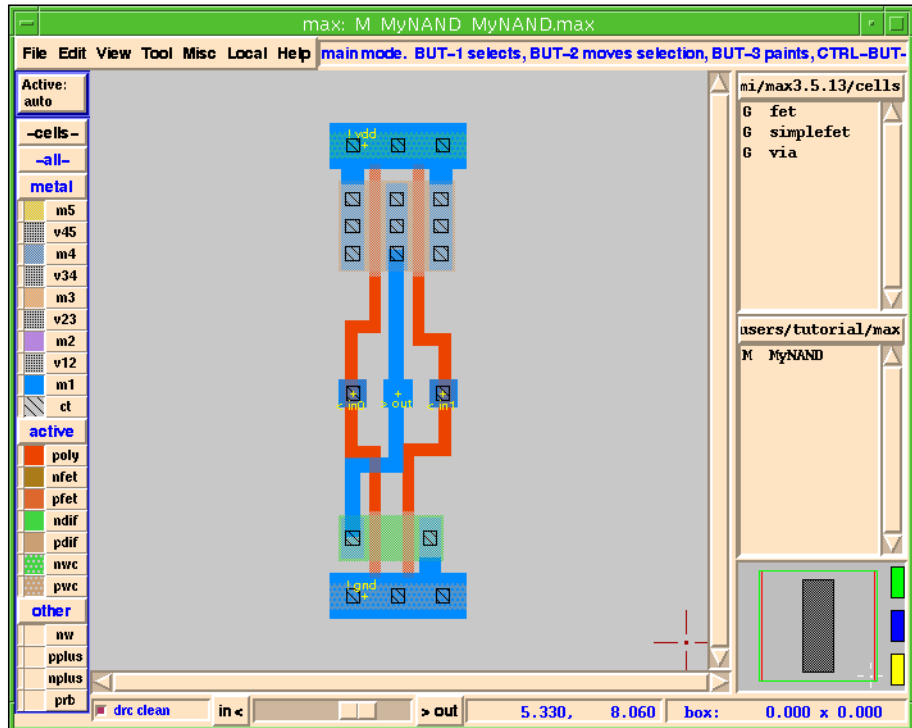 max: M MyNAND MyNAND.max
File Edit View Tool Misc Local Help main mode. BUT-1 selects, BUT-2 moves selection, BUT-3 paints, CTRL-BUT-
Active:
auto
-cells-
-all-
metal
m5
v45
m4
v34
m3
v23
m2
v12
m1
ct
active
poly
nfet
pfet
ndif
pdif
nwc
pwc
other
nw
pplus
nplus
prb
!vdd
< in0 > out < in1
!gnd
mi/max3.5.13/cells
G fet
G simplefet
G via
users/tutorial/max
M MyNAND
drc clean in < > out 5.330, 8.060 box: 0.000 x 0.000